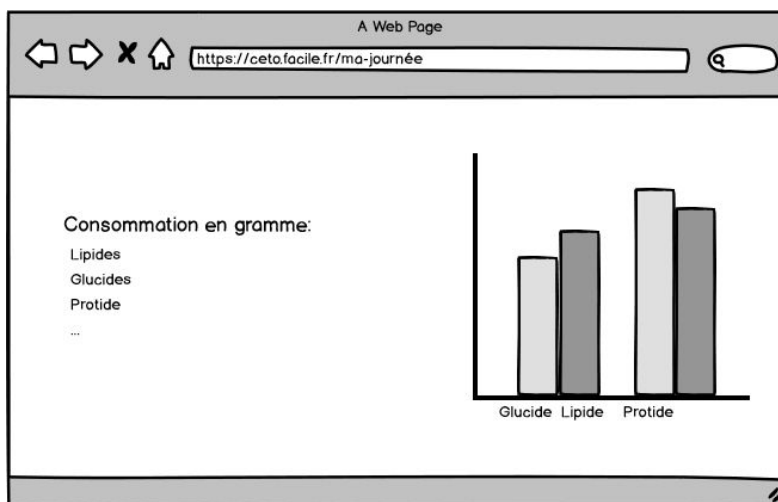 A Web Page
https://ceto.facile.fr/ma-journée
Consommation en gramme:
Lipides
Glucides
Protide
...
Glucide Lipide Protide